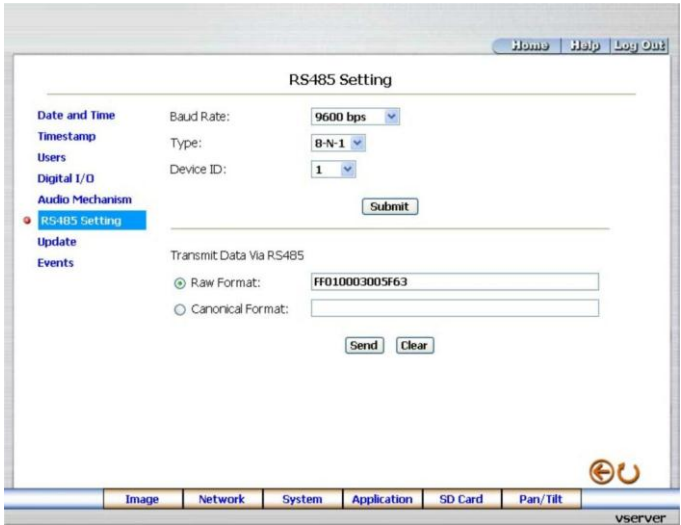 Home Help Log Out
RS485 Setting
Date and Time
Timestamp
Users
Digital I/O
Audio Mechanism
RS485 Setting
Update
Events
Baud Rate: 9600 bps
Type: 8-N-1
Device ID: 1
Submit
Transmit Data Via RS485
Raw Format: FF010003005F63
Canonical Format:
Send Clear
Image Network System Application SD Card Pan/Tilt
vserver